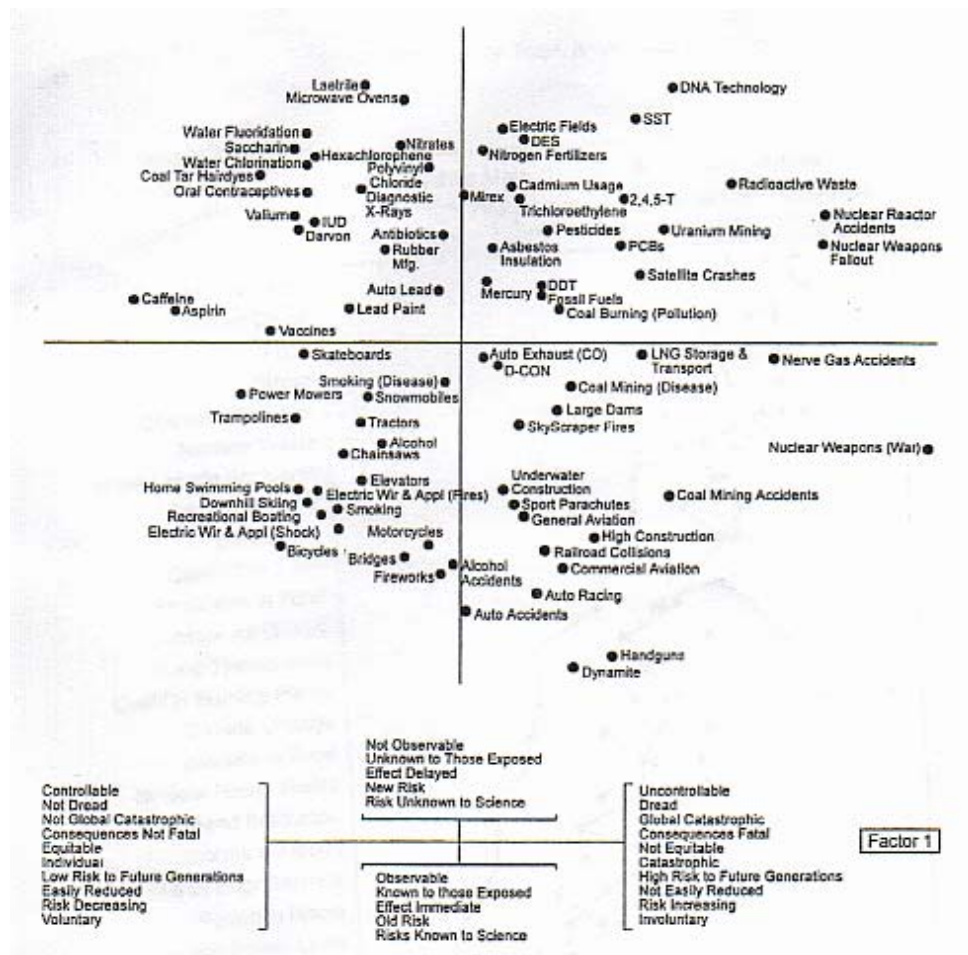 Laetrile
Microwave Ovens
DNA Technology
SST
Water Fluoridation
Saccharin
Nitrates
Electric Fields
DES
Hexachlorophene
Water Chlorination
Nitrogen Fertilizers
Polyvinyl
Chloride
Coal Tar Hairdyes
Oral Contraceptives
Diagnostic
X-Rays
Mirex
Cadmium Usage
Trichloroethylene
2,4,5-T
Radioactive Waste
Valium
IUD
Darvon
Antibiotics
Rubber
Mfg.
Pesticides
Asbestos
Insulation
PCBs
Uranium Mining
Nuclear Reactor
Accidents
Nuclear Weapons
Fallout
Satellite Crashes
Auto Lead
Lead Paint
Mercury
DDT
Fossil Fuels
Coal Burning (Pollution)
Caffeine
Aspirin
Vaccines
Skateboards
Auto Exhaust (CO)
D-CON
LNG Storage &
Transport
Nerve Gas Accidents
Smoking (Disease)
Snowmobiles
Power Mowers
Coal Mining (Disease)
Trampolines
Tractors
Large Dams
SkyScraper Fires
Alcohol
Chainsaws
Nuclear Weapons (War)
Elevators
Home Swimming Pools
Electric Wir & Appl (Fires)
Downhill Skiing
Smoking
Recreational Boating
Electric Wir & Appl (Shock)
Motorcycles
Bicycles
Bridges
Fireworks
Underwater
Construction
Sport Parachutes
General Aviation
Coal Mining Accidents
High Construction
Railroad Collisions
Alcohol
Accidents
Commercial Aviation
Auto Racing
Auto Accidents
Handguns
Dynamite
Not Observable
Unknown to Those Exposed
Effect Delayed
New Risk
Risk Unknown to Science
Controllable
Not Dread
Not Global Catastrophic
Consequences Not Fatal
Equitable
Individual
Low Risk to Future Generations
Easily Reduced
Risk Decreasing
Voluntary
Uncontrollable
Dread
Global Catastrophic
Consequences Fatal
Not Equitable
Catastrophic
High Risk to Future Generations
Not Easily Reduced
Risk Increasing
Involuntary
Factor 1
Observable
Known to those Exposed
Effect Immediate
Old Risk
Risks Known to Science